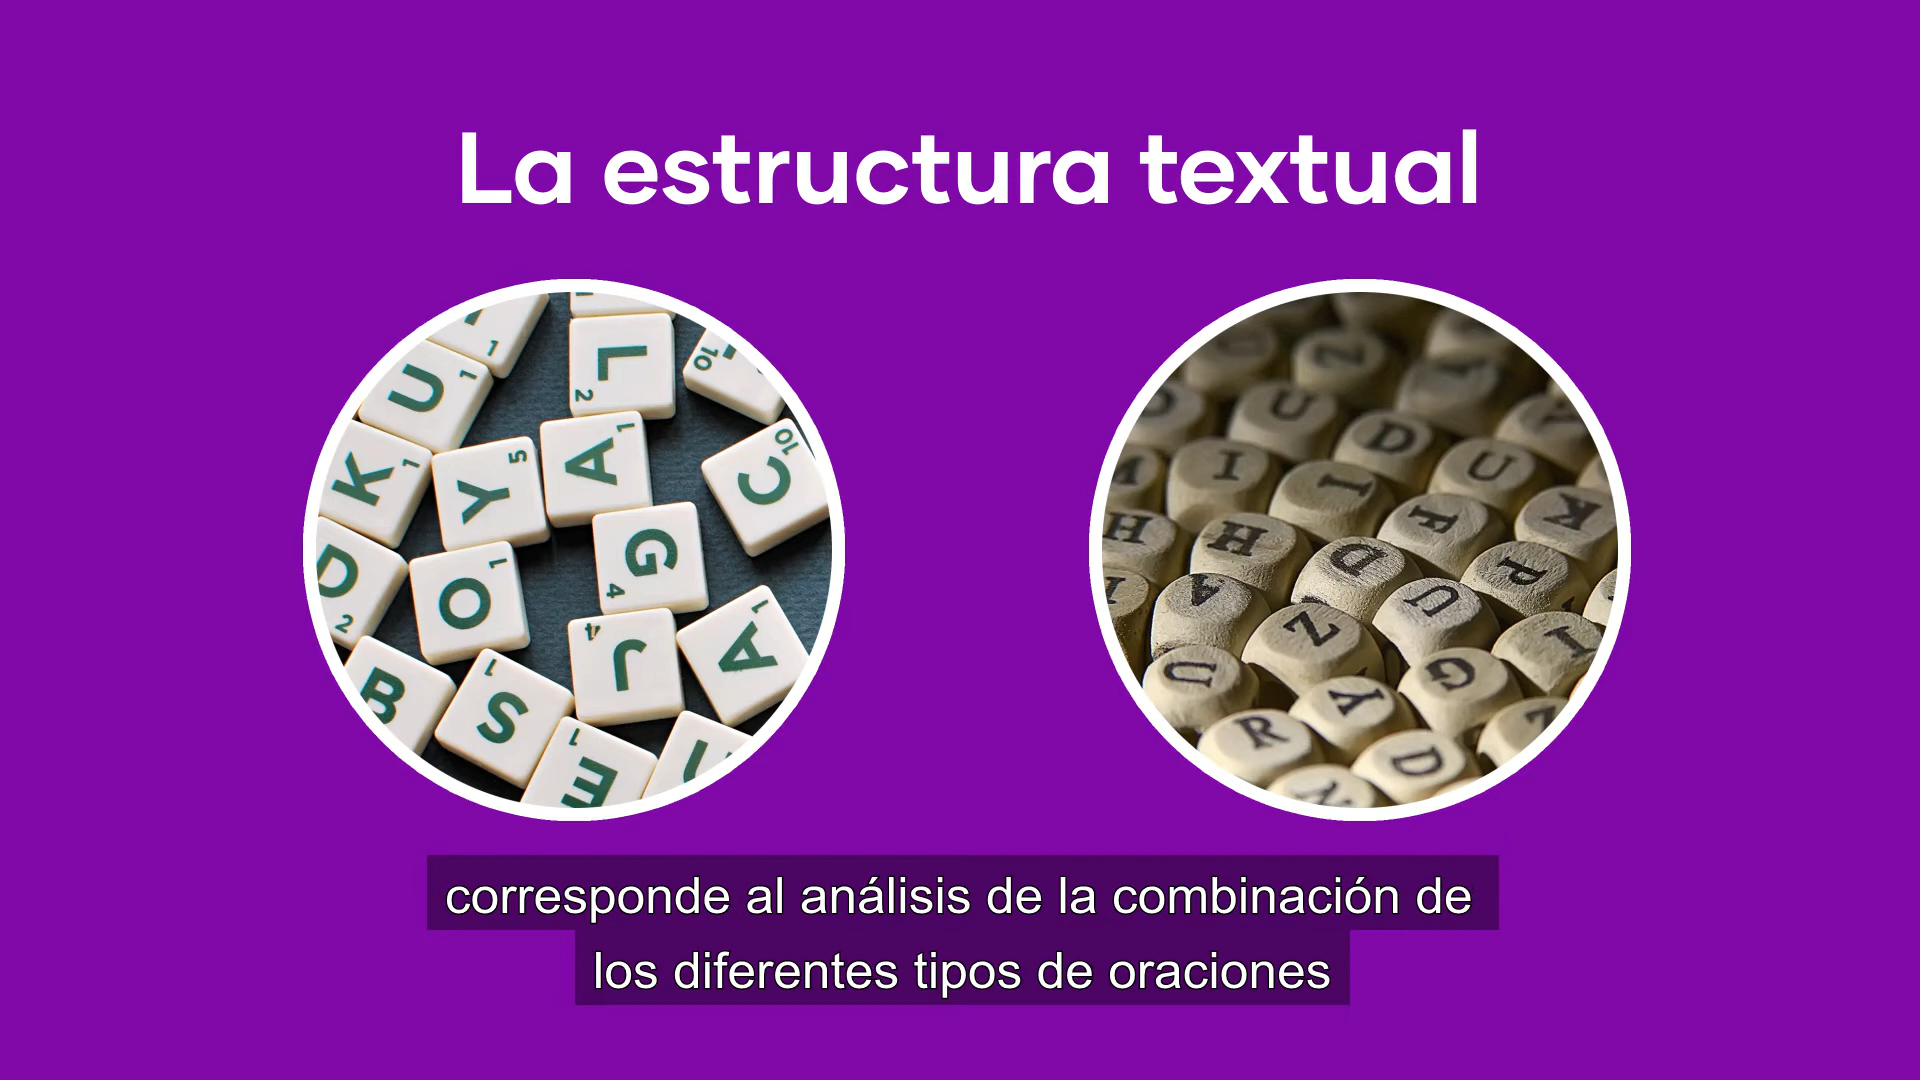 La estructura textual
corresponde al análisis de la combinación de
los diferentes tipos de oraciones